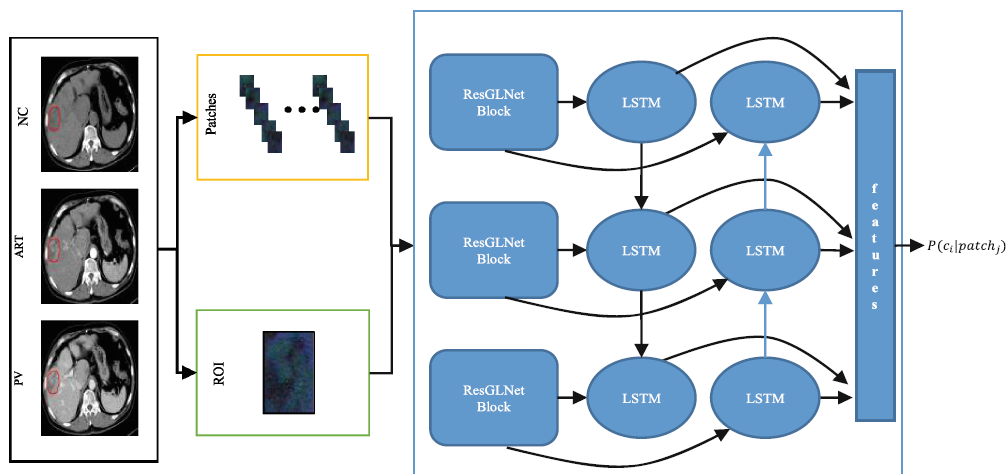 NC
ART
PV
Patches
ROI
ResGLNet
Block
LSTM
LSTM
ResGLNet
Block
LSTM
LSTM
ResGLNet
Block
LSTM
LSTM
features
P(c_i|patch_j)